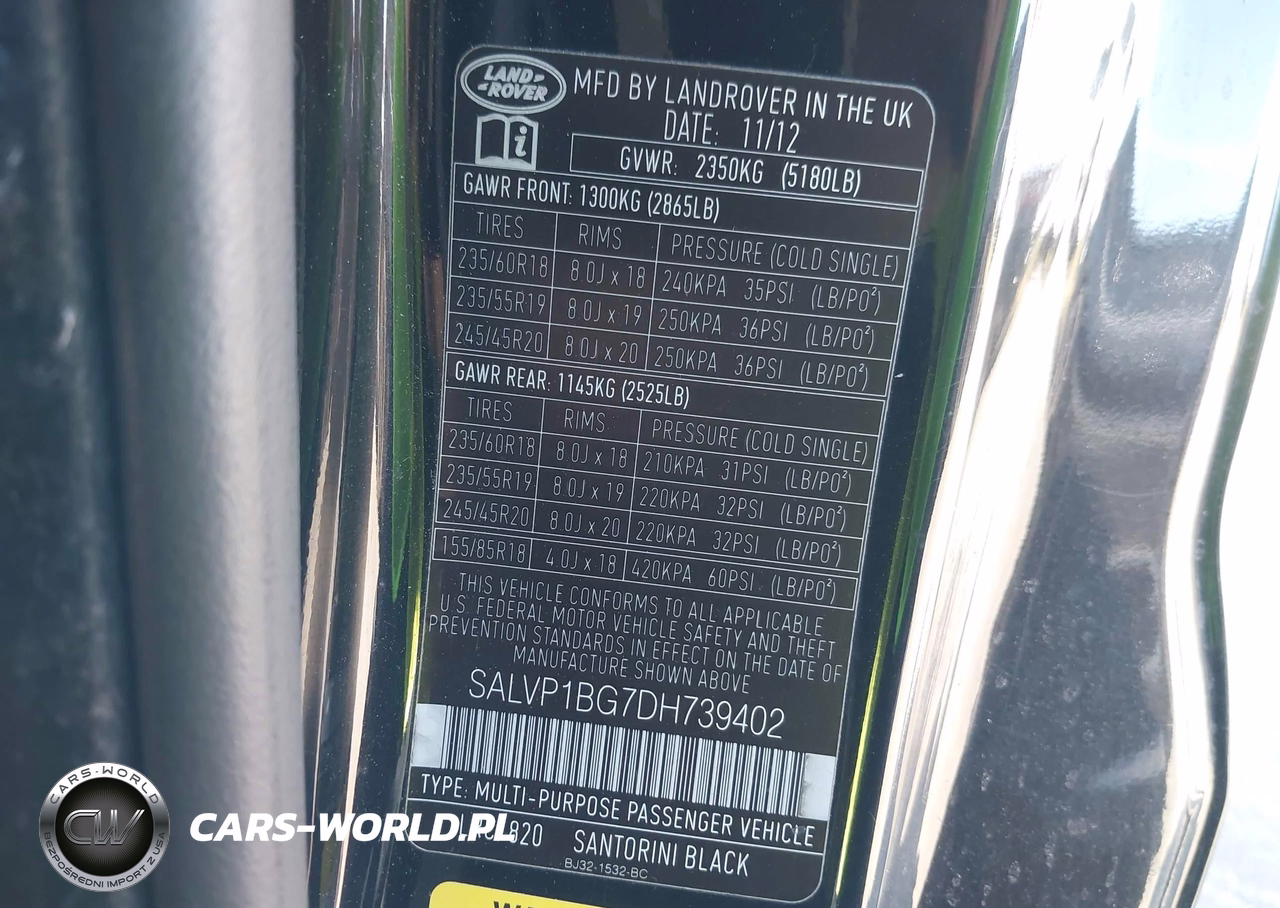 LAND-
-ROVER
MFD BY LANDROVER IN THE UK
DATE: 11/12
GVWR: 2350KG (5180LB)
GAWR FRONT: 1300KG (2865LB)
TIRES RIMS PRESSURE (COLD SINGLE)
235/60R18 8.0J x 18 240KPA 35PSI (LB/PO²)
235/55R19 8.0J x 19 250KPA 36PSI (LB/PO²)
245/45R20 8.0J x 20 250KPA 36PSI (LB/PO²)
GAWR REAR: 1145KG (2525LB)
TIRES RIMS PRESSURE (COLD SINGLE)
235/60R18 8.0J x 18 210KPA 31PSI (LB/PO²)
235/55R19 8.0J x 19 220KPA 32PSI (LB/PO²)
245/45R20 8.0J x 20 220KPA 32PSI (LB/PO²)
155/85R18 4.0J x 18 420KPA 60PSI (LB/PO²)
THIS VEHICLE CONFORMS TO ALL APPLICABLE
U.S. FEDERAL MOTOR VEHICLE SAFETY AND THEFT
PREVENTION STANDARDS IN EFFECT ON THE DATE OF
MANUFACTURE SHOWN ABOVE
SALVP1BG7DH739402
TYPE: MULTI-PURPOSE PASSENGER VEHICLE
820 SANTORINI BLACK
BJ32-1532-BC
CARS-WORLD
CW
BEZPOŚREDNI IMPORT Z USA
CARS-WORLD.PL